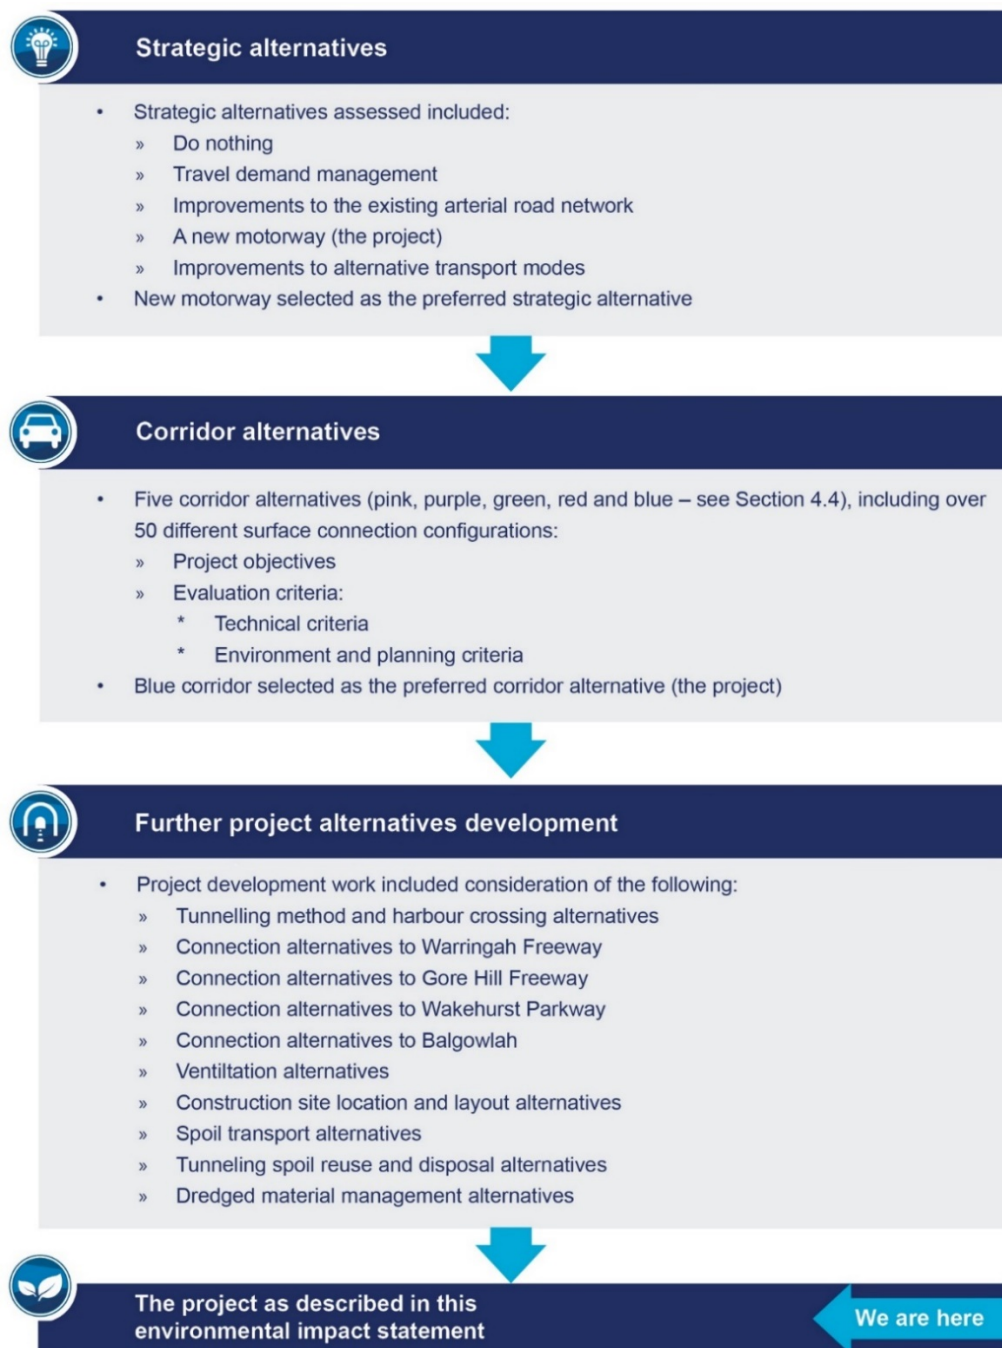 Strategic alternatives
• Strategic alternatives assessed included:
» Do nothing
» Travel demand management
» Improvements to the existing arterial road network
» A new motorway (the project)
» Improvements to alternative transport modes
• New motorway selected as the preferred strategic alternative
Corridor alternatives
• Five corridor alternatives (pink, purple, green, red and blue – see Section 4.4), including over
50 different surface connection configurations:
» Project objectives
» Evaluation criteria:
* Technical criteria
* Environment and planning criteria
• Blue corridor selected as the preferred corridor alternative (the project)
Further project alternatives development
• Project development work included consideration of the following:
» Tunnelling method and harbour crossing alternatives
» Connection alternatives to Warringah Freeway
» Connection alternatives to Gore Hill Freeway
» Connection alternatives to Wakehurst Parkway
» Connection alternatives to Balgowlah
» Ventiltation alternatives
» Construction site location and layout alternatives
» Spoil transport alternatives
» Tunneling spoil reuse and disposal alternatives
» Dredged material management alternatives
The project as described in this
environmental impact statement
We are here